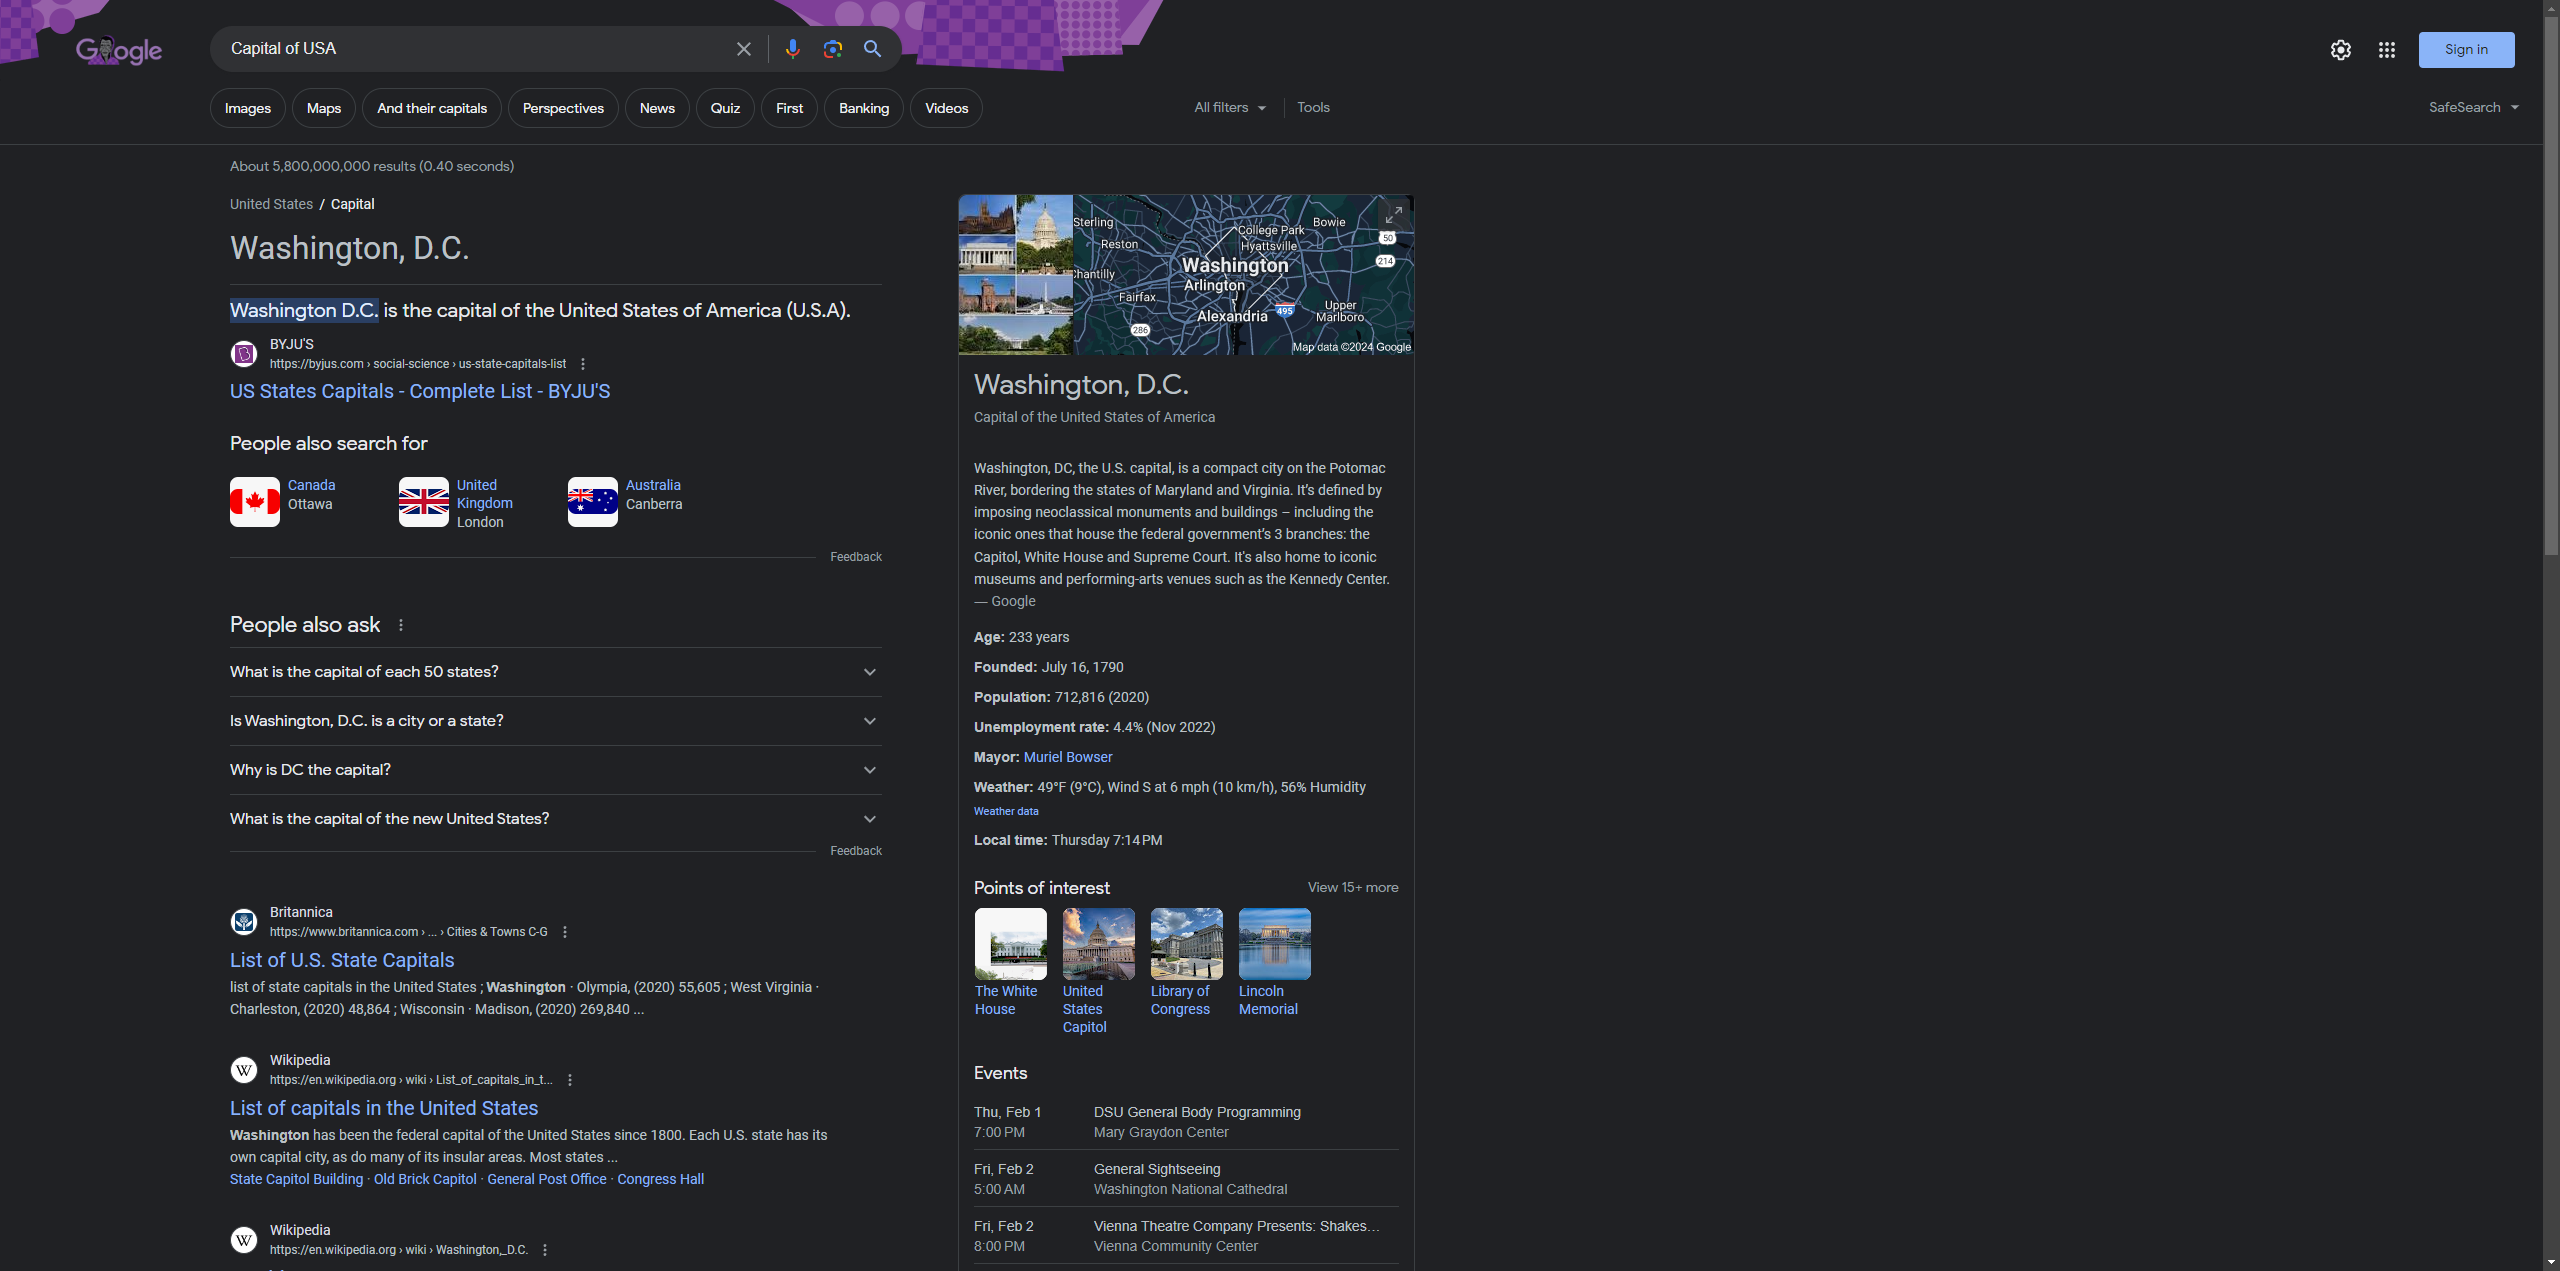 Google
Capital of USA
Sign in
Images
Maps
And their capitals
Perspectives
News
Quiz
First
Banking
Videos
All filters
Tools
SafeSearch
About 5,800,000,000 results (0.40 seconds)
United States / Capital
Washington, D.C.
Washington D.C. is the capital of the United States of America (U.S.A).
BYJU'S
https://byjus.com › social-science › us-state-capitals-list
US States Capitals - Complete List - BYJU'S
People also search for
Canada
Ottawa
United
Kingdom
London
Australia
Canberra
Feedback
People also ask
What is the capital of each 50 states?
Is Washington, D.C. is a city or a state?
Why is DC the capital?
What is the capital of the new United States?
Feedback
Britannica
https://www.britannica.com › ... › Cities & Towns C-G
List of U.S. State Capitals
list of state capitals in the United States ; Washington · Olympia, (2020) 55,605 ; West Virginia ·
Charleston, (2020) 48,864 ; Wisconsin · Madison, (2020) 269,840 ...
Wikipedia
https://en.wikipedia.org › wiki › List_of_capitals_in_t...
List of capitals in the United States
Washington has been the federal capital of the United States since 1800. Each U.S. state has its
own capital city, as do many of its insular areas. Most states ...
State Capitol Building · Old Brick Capitol · General Post Office · Congress Hall
Wikipedia
https://en.wikipedia.org › wiki › Washington,_D.C.
Sterling
Reston
Chantilly
Fairfax
286
College Park
Hyattsville
Bowie
50
214
Washington
Arlington
Alexandria
495
Upper
Marlboro
Map data ©2024 Google
Washington, D.C.
Capital of the United States of America
Washington, DC, the U.S. capital, is a compact city on the Potomac
River, bordering the states of Maryland and Virginia. It's defined by
imposing neoclassical monuments and buildings – including the
iconic ones that house the federal government's 3 branches: the
Capitol, White House and Supreme Court. It's also home to iconic
museums and performing-arts venues such as the Kennedy Center.
— Google
Age: 233 years
Founded: July 16, 1790
Population: 712,816 (2020)
Unemployment rate: 4.4% (Nov 2022)
Mayor: Muriel Bowser
Weather: 49°F (9°C), Wind S at 6 mph (10 km/h), 56% Humidity
Weather data
Local time: Thursday 7:14 PM
Points of interest
View 15+ more
The White
House
United
States
Capitol
Library of
Congress
Lincoln
Memorial
Events
Thu, Feb 1
7:00 PM
DSU General Body Programming
Mary Graydon Center
Fri, Feb 2
5:00 AM
General Sightseeing
Washington National Cathedral
Fri, Feb 2
8:00 PM
Vienna Theatre Company Presents: Shakes...
Vienna Community Center